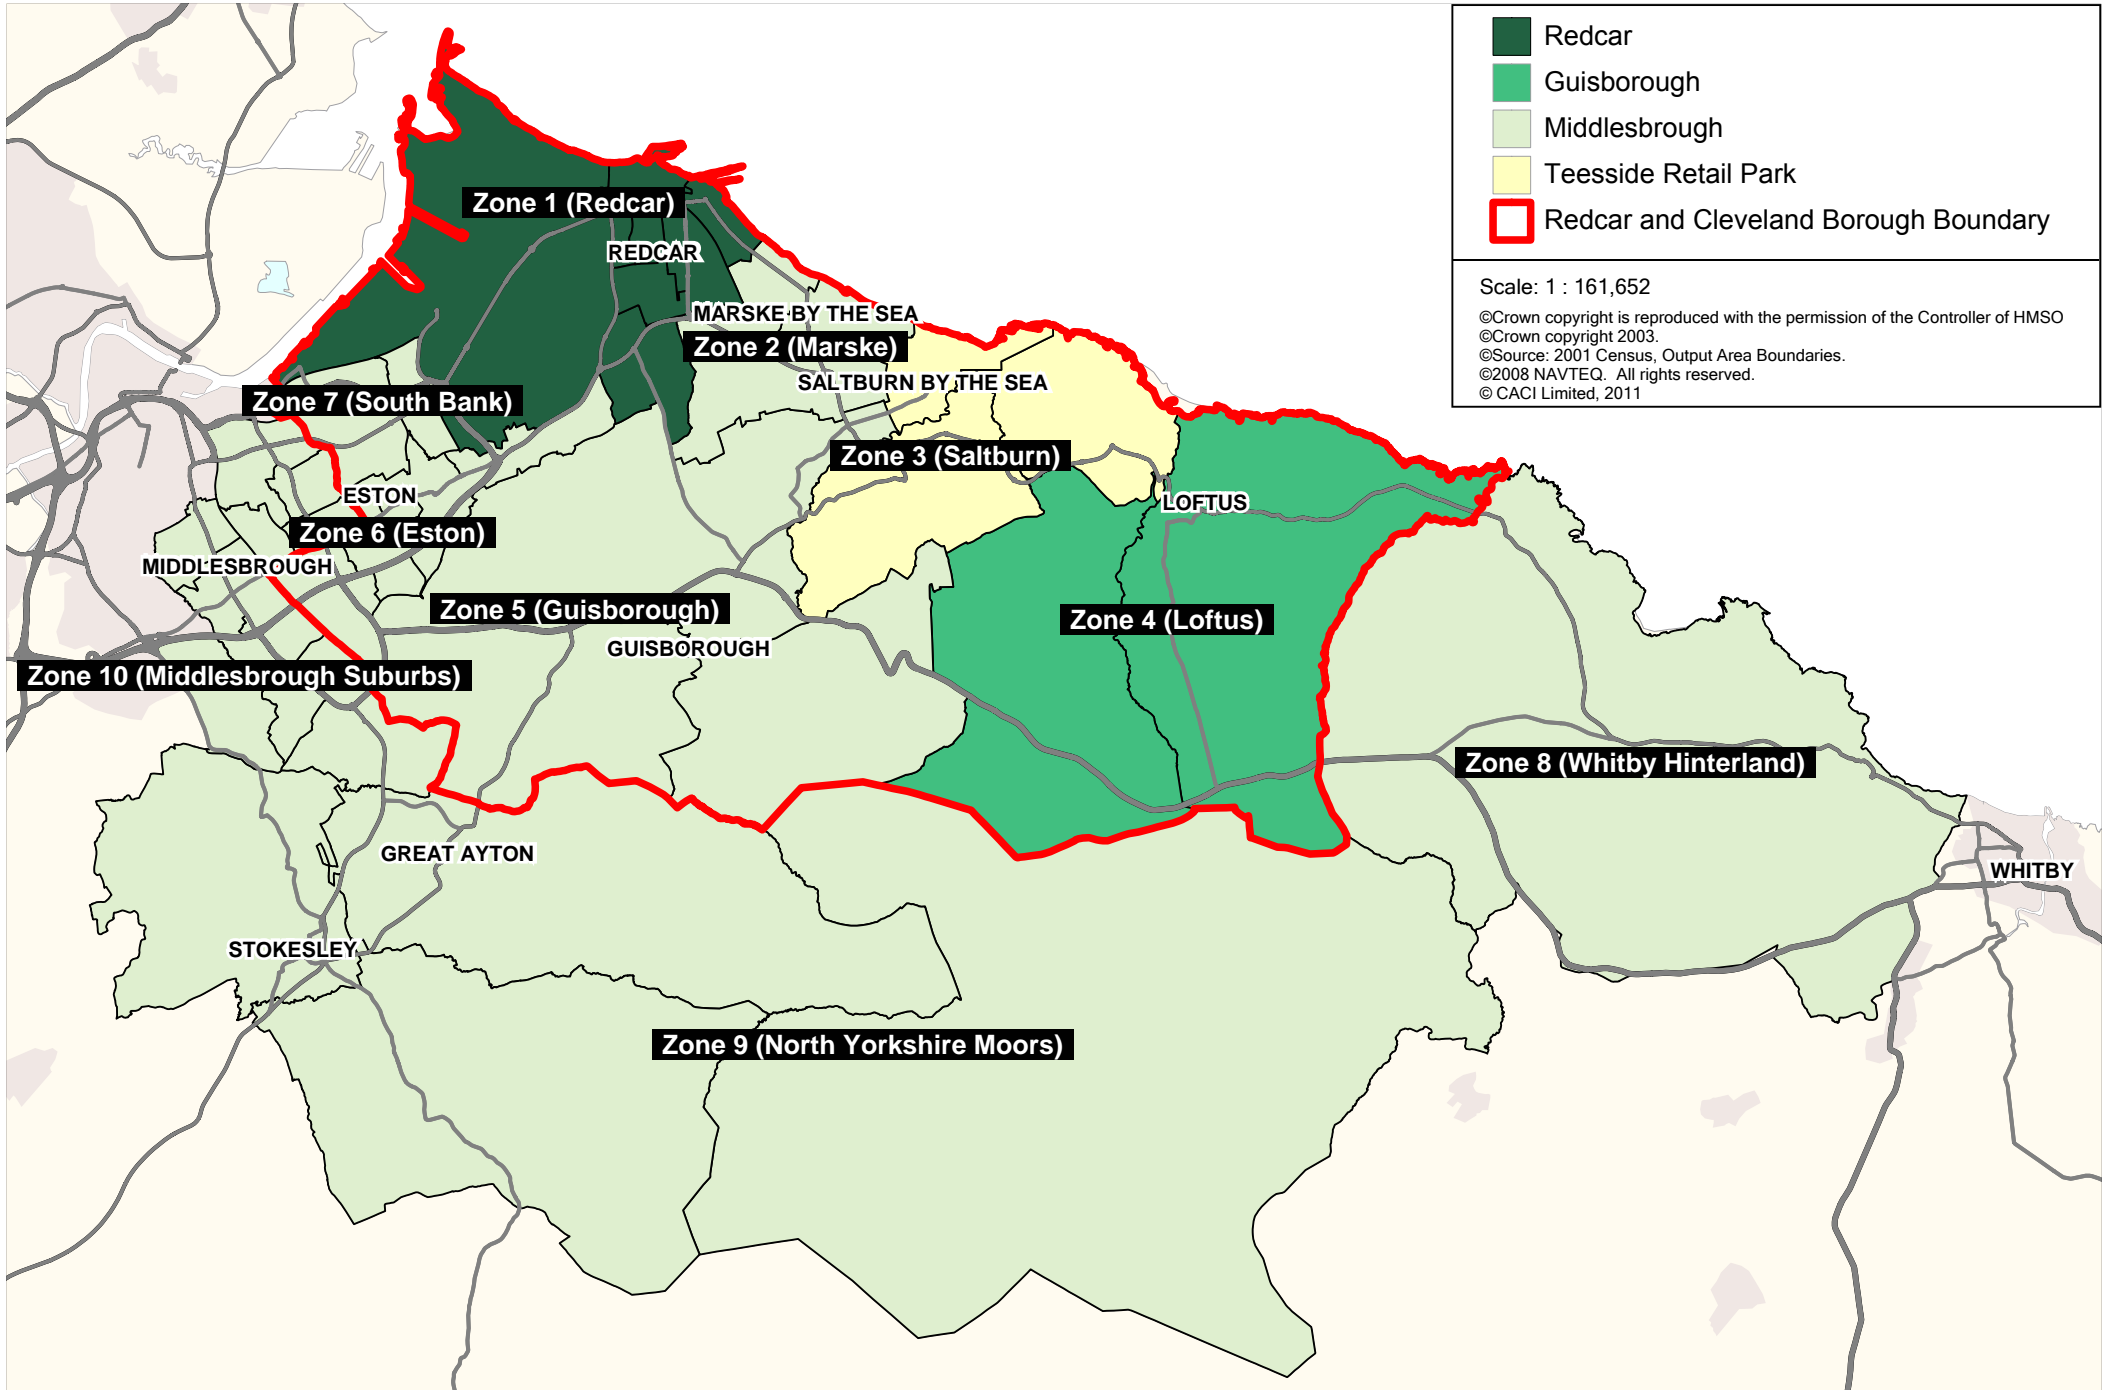 Redcar
Guisborough
Middlesbrough
Teesside Retail Park
Redcar and Cleveland Borough Boundary
Scale: 1 : 161,652
©Crown copyright is reproduced with the permission of the Controller of HMSO
©Crown copyright 2003.
©Source: 2001 Census, Output Area Boundaries.
©2008 NAVTEQ. All rights reserved.
© CACI Limited, 2011
Zone 1 (Redcar)
REDCAR
MARSKE BY THE SEA
Zone 2 (Marske)
SALTBURN BY THE SEA
Zone 7 (South Bank)
Zone 3 (Saltburn)
ESTON
LOFTUS
Zone 6 (Eston)
MIDDLESBROUGH
Zone 5 (Guisborough)
Zone 4 (Loftus)
GUISBOROUGH
Zone 10 (Middlesbrough Suburbs)
Zone 8 (Whitby Hinterland)
GREAT AYTON
WHITBY
STOKESLEY
Zone 9 (North Yorkshire Moors)